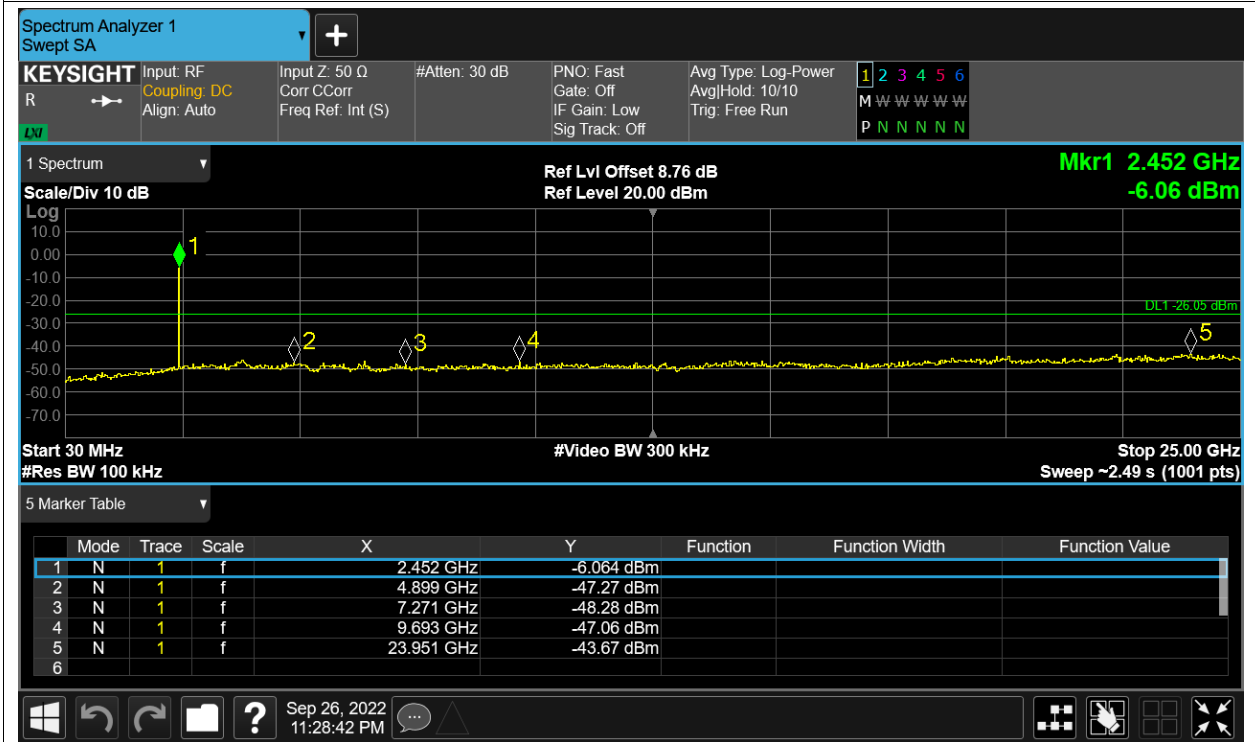 Spectrum Analyzer 1
Swept SA
KEYSIGHT
R
LXI
Input: RF
Coupling: DC
Align: Auto
Input Z: 50 Ω
Corr CCorr
Freq Ref: Int (S)
#Atten: 30 dB
PNO: Fast
Gate: Off
IF Gain: Low
Sig Track: Off
Avg Type: Log-Power
Avg|Hold: 10/10
Trig: Free Run
1 2 3 4 5 6
M W W W W W
P N N N N N
1 Spectrum
Scale/Div 10 dB
Ref Lvl Offset 8.76 dB
Ref Level 20.00 dBm
Mkr1 2.452 GHz
-6.06 dBm
Log
10.0
0.00
-10.0
-20.0
-30.0
-40.0
-50.0
-60.0
-70.0
1
2
3
4
5
DL1 -26.05 dBm
Start 30 MHz
#Video BW 300 kHz
Stop 25.00 GHz
#Res BW 100 kHz
Sweep ~2.49 s (1001 pts)
5 Marker Table
Mode Trace Scale X Y Function Function Width Function Value
1 N 1 f 2.452 GHz -6.064 dBm
2 N 1 f 4.899 GHz -47.27 dBm
3 N 1 f 7.271 GHz -48.28 dBm
4 N 1 f 9.693 GHz -47.06 dBm
5 N 1 f 23.951 GHz -43.67 dBm
6
?
Sep 26, 2022
11:28:42 PM